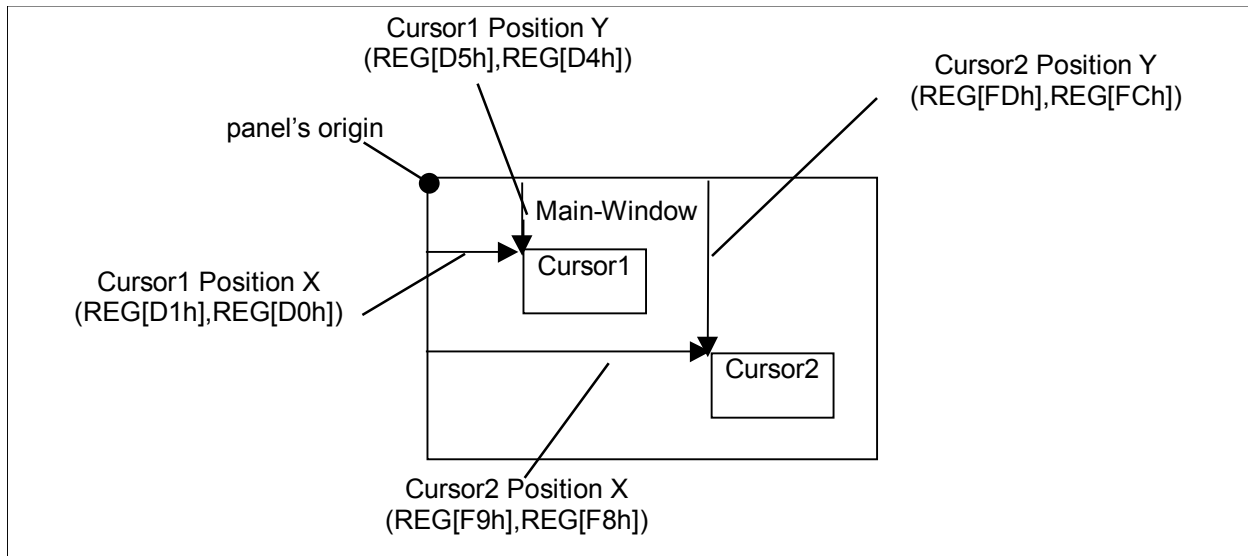 Cursor1 Position Y
(REG[D5h],REG[D4h])
Cursor2 Position Y
(REG[FDh],REG[FCh])
panel's origin
Main-Window
Cursor1
Cursor1 Position X
(REG[D1h],REG[D0h])
Cursor2
Cursor2 Position X
(REG[F9h],REG[F8h])